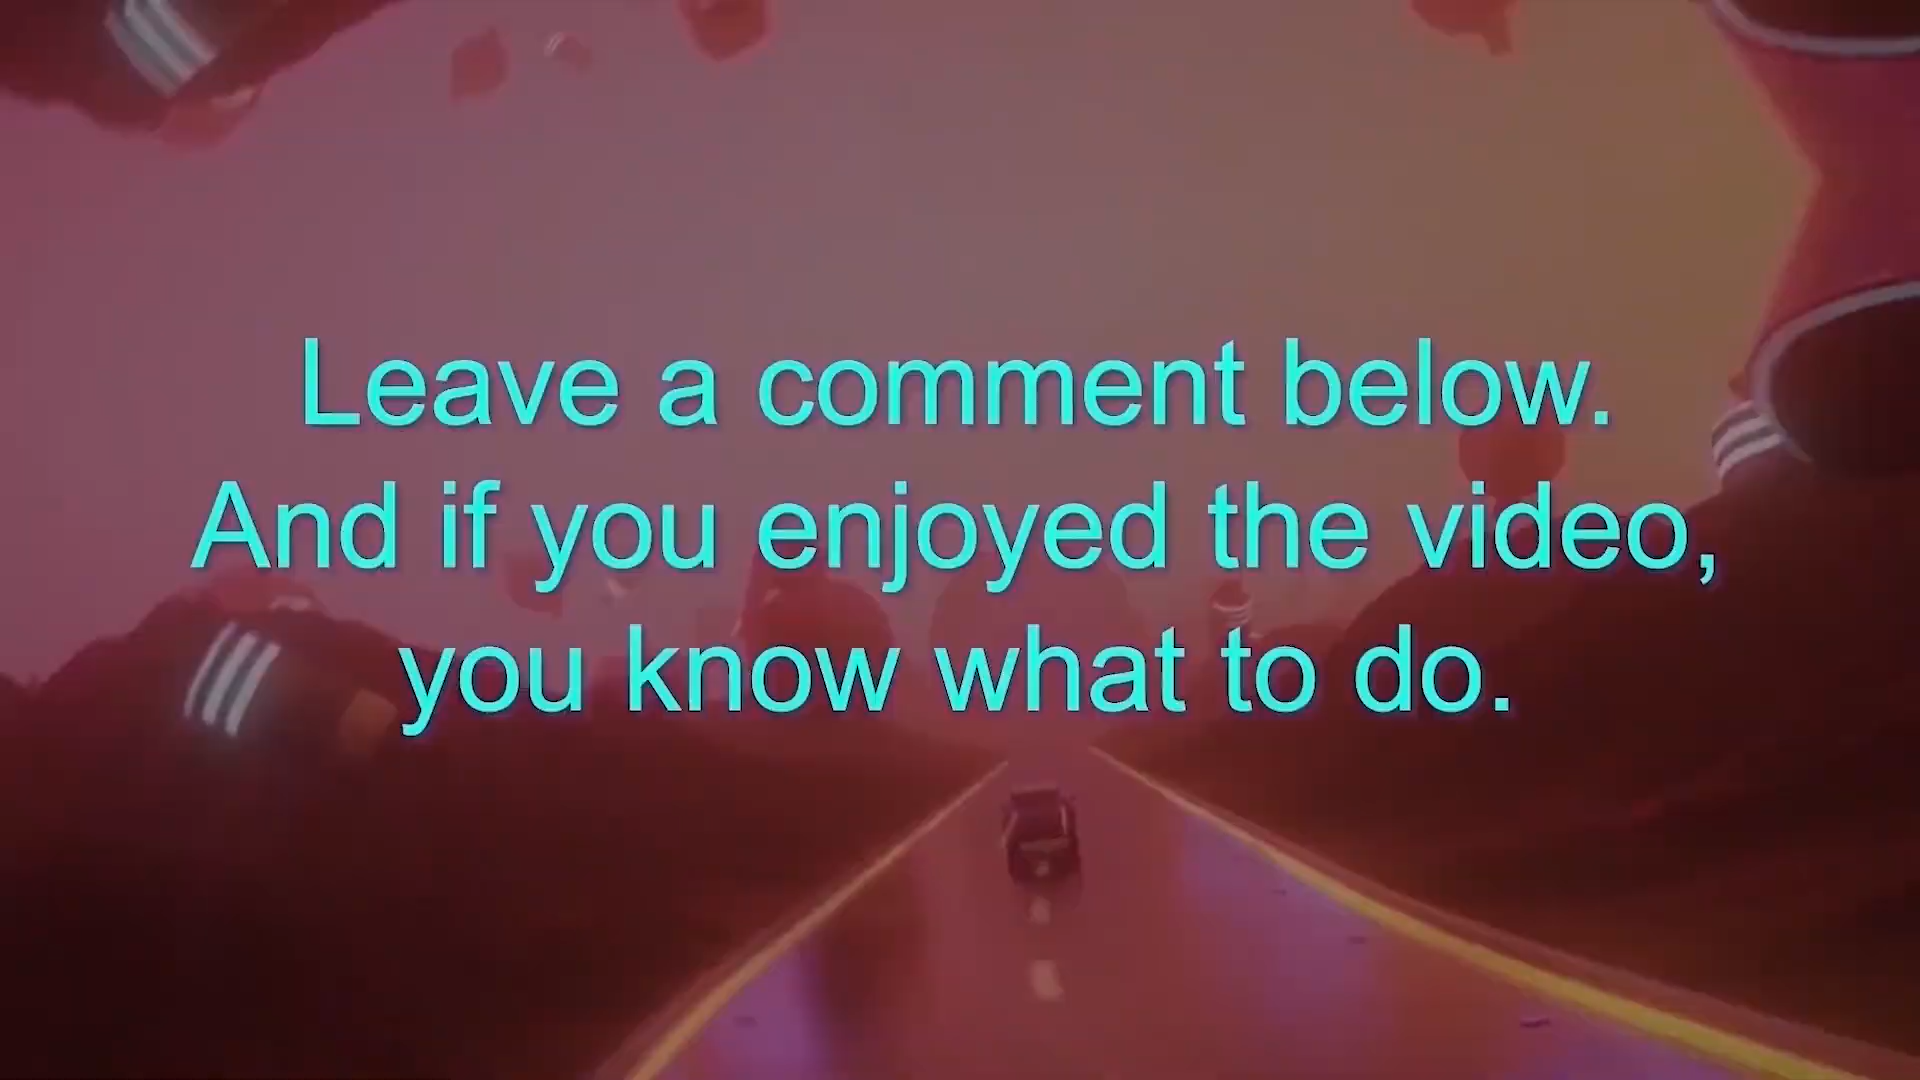 Leave a comment below.
And if you enjoyed the video,
you know what to do.